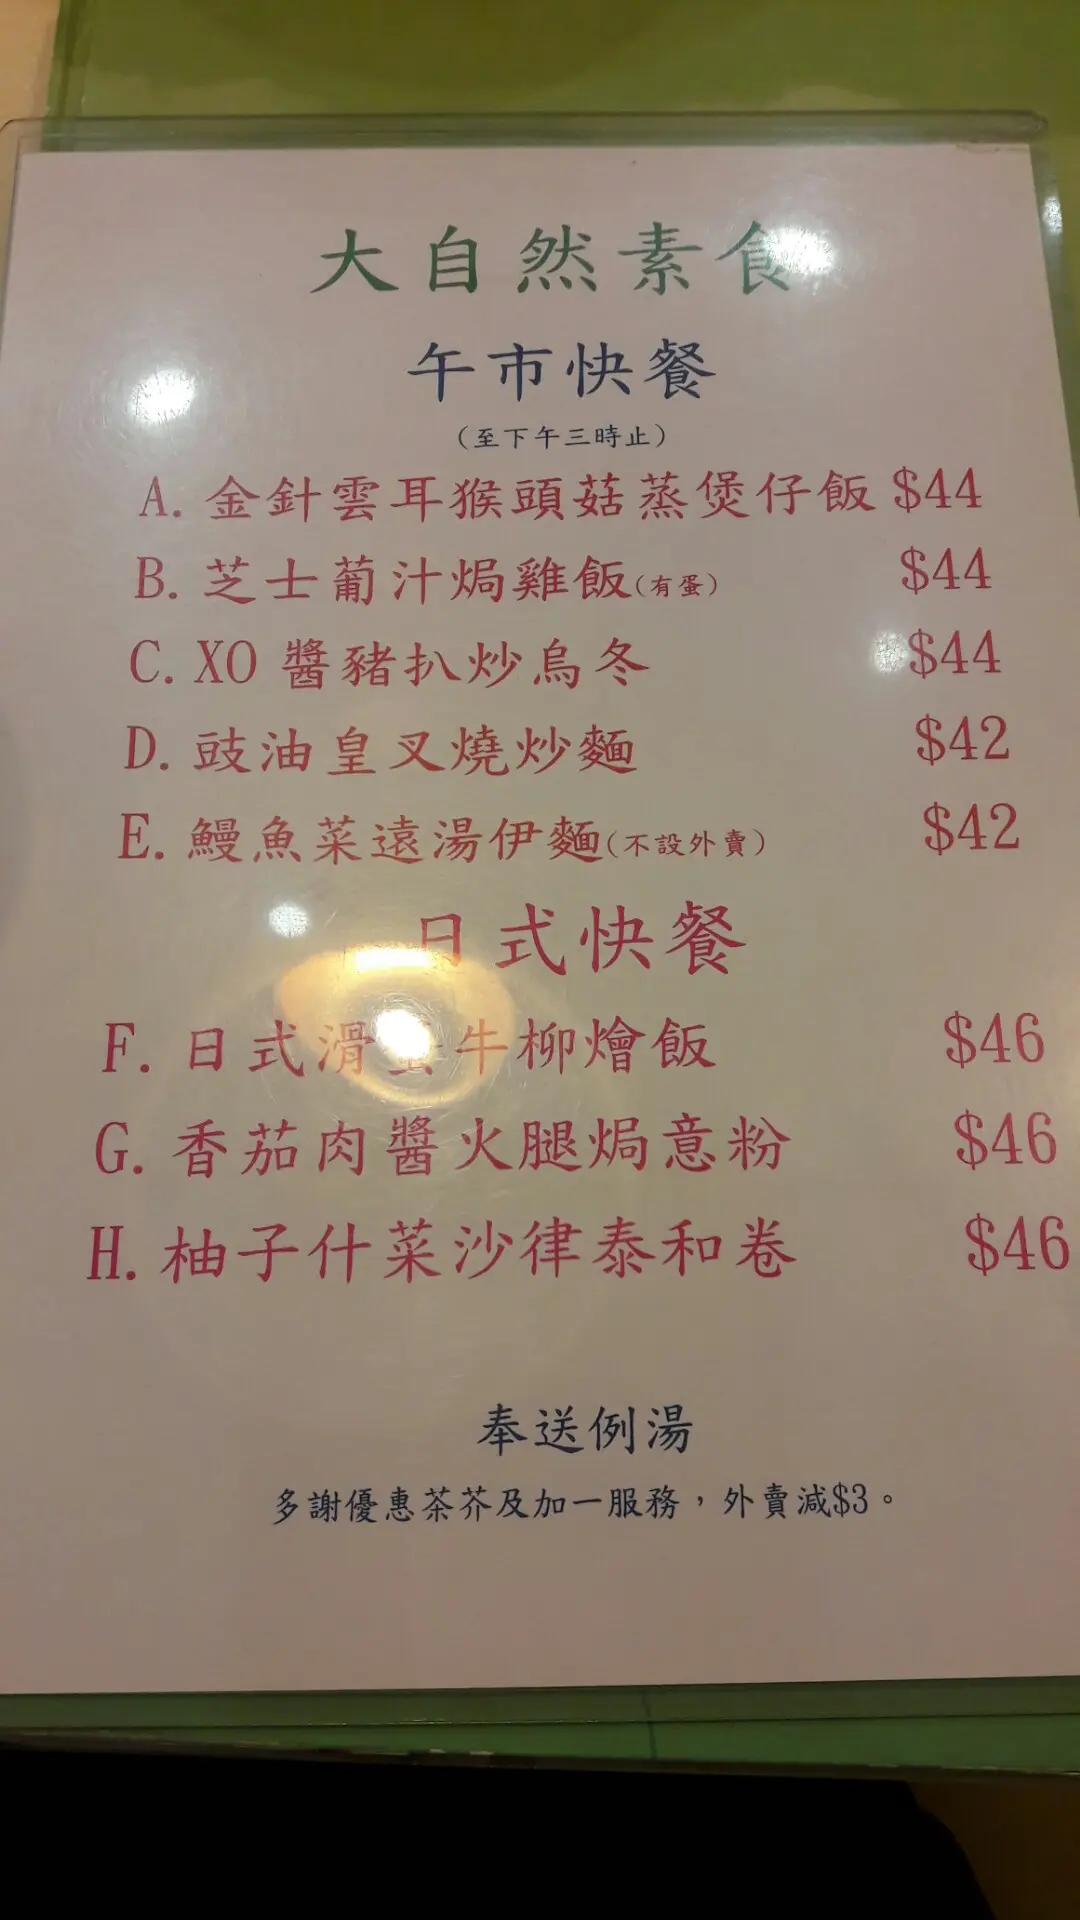 大自然素食
午市快餐
(至下午三時止)
A. 金針雲耳猴頭菇蒸煲仔飯 $44
B. 芝士葡汁焗雞飯(有蛋) $44
C. XO 醬豬扒炒烏冬 $44
D. 豉油皇叉燒炒麵 $42
E. 鰻魚菜遠湯伊麵(不設外賣) $42
日式快餐
F. 日式滑蛋牛柳燴飯 $46
G. 香茄肉醬火腿焗意粉 $46
H. 柚子什菜沙律泰和卷 $46
奉送例湯
多謝優惠茶芥及加一服務，外賣減$3。